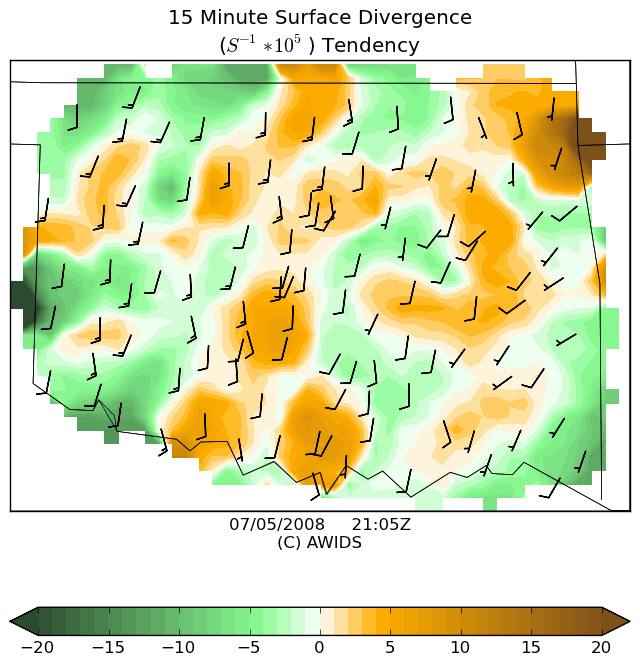 15 Minute Surface Divergence
(S⁻¹ *10⁵ ) Tendency
07/05/2008 21:05Z
(C) AWIDS
−20 −15 −10 −5 0 5 10 15 20